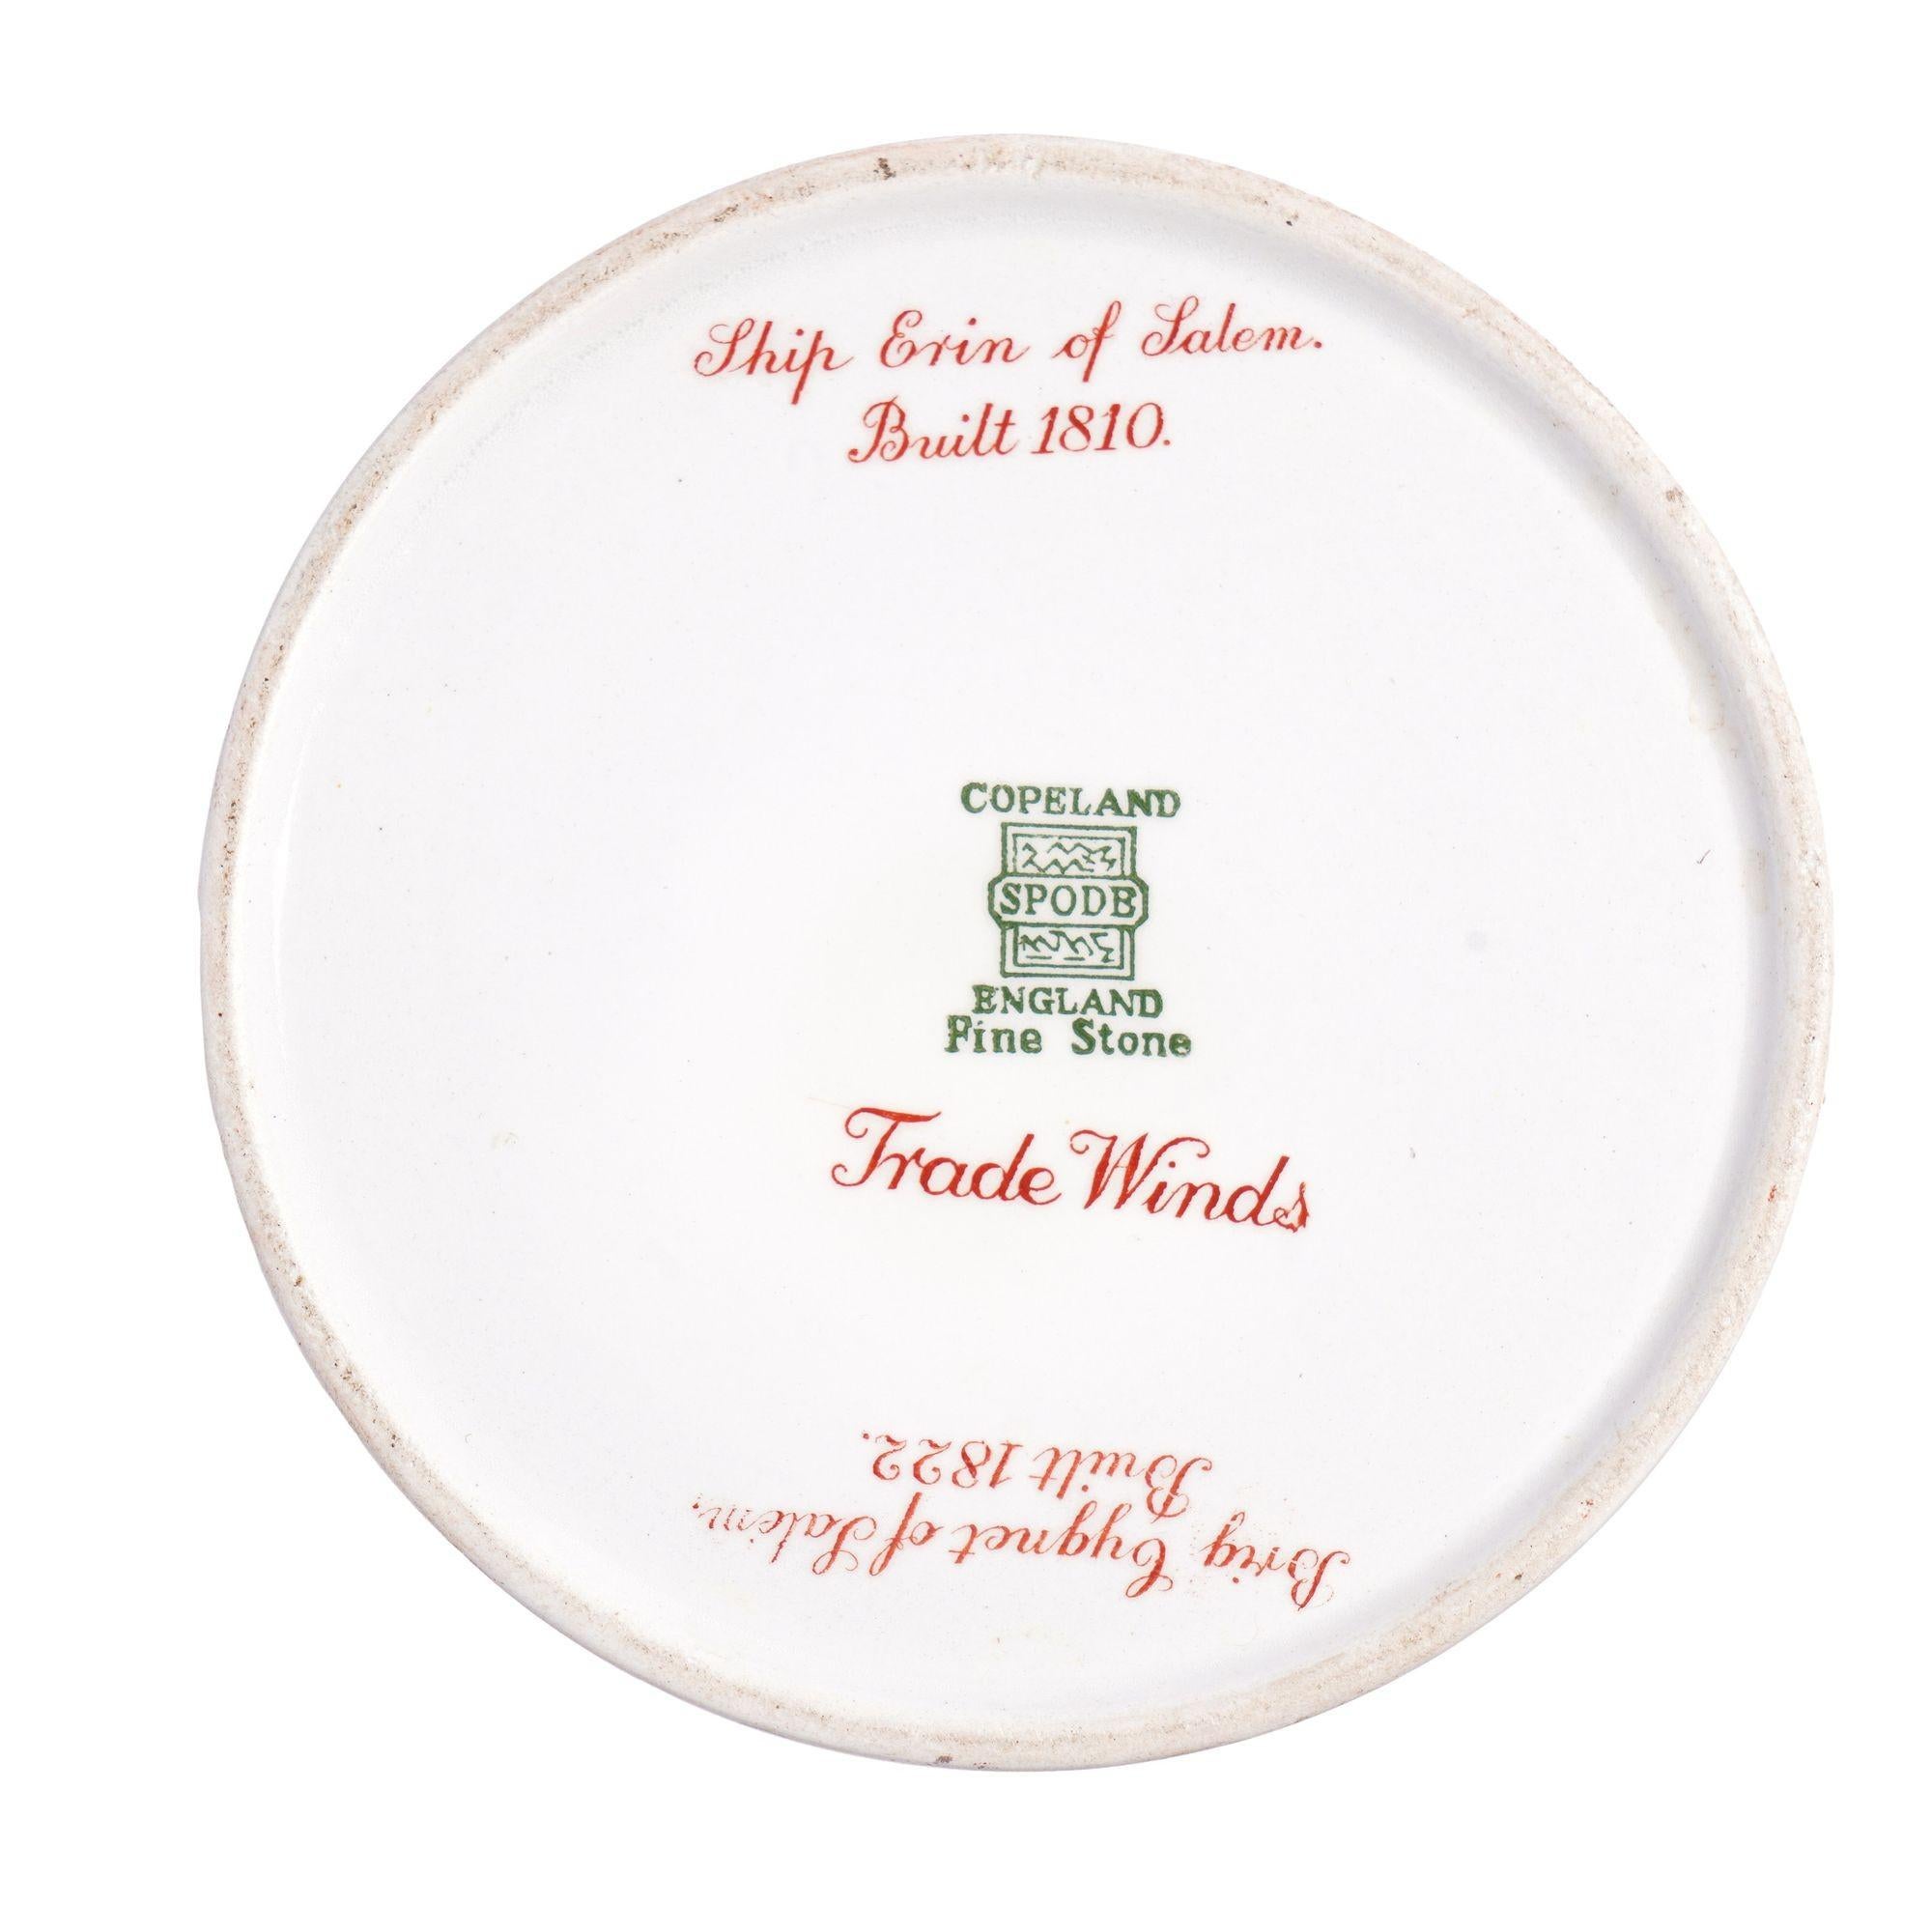 Ship Erin of Salem.
Built 1810.
COPELAND
SPODE
ENGLAND
Fine Stone
Trade Winds
Brig Cygnet of Salem.
Built 1822.